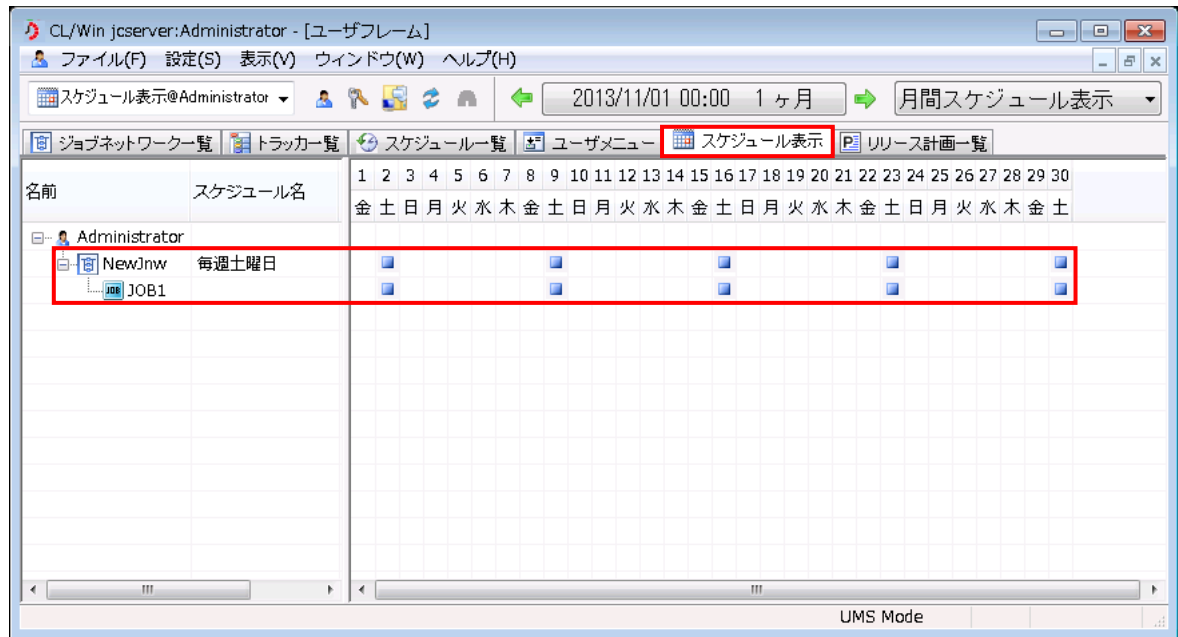 CL/Win jcserver:Administrator - [ユーザフレーム]
ファイル(F) 設定(S) 表示(V) ウィンドウ(W) ヘルプ(H)
スケジュール表示@Administrator 2013/11/01 00:00 1 ヶ月 月間スケジュール表示
ジョブネットワーク一覧 トラッカ一覧 スケジュール一覧 ユーザメニュー スケジュール表示 リリース計画一覧
名前 スケジュール名
1 2 3 4 5 6 7 8 9 10 11 12 13 14 15 16 17 18 19 20 21 22 23 24 25 26 27 28 29 30
金 土 日 月 火 水 木 金 土 日 月 火 水 木 金 土 日 月 火 水 木 金 土 日 月 火 水 木 金 土
Administrator
NewJnw 毎週土曜日
JOB JOB1
UMS Mode